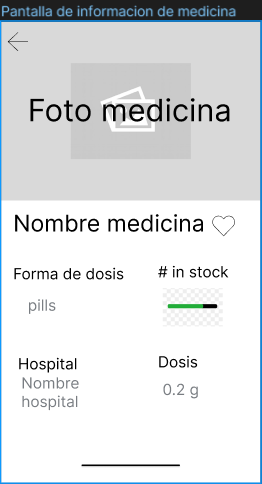 Pantalla de informacion de medicina
Foto medicina
Nombre medicina
Forma de dosis
# in stock
pills
Hospital
Dosis
Nombre
hospital
0.2 g